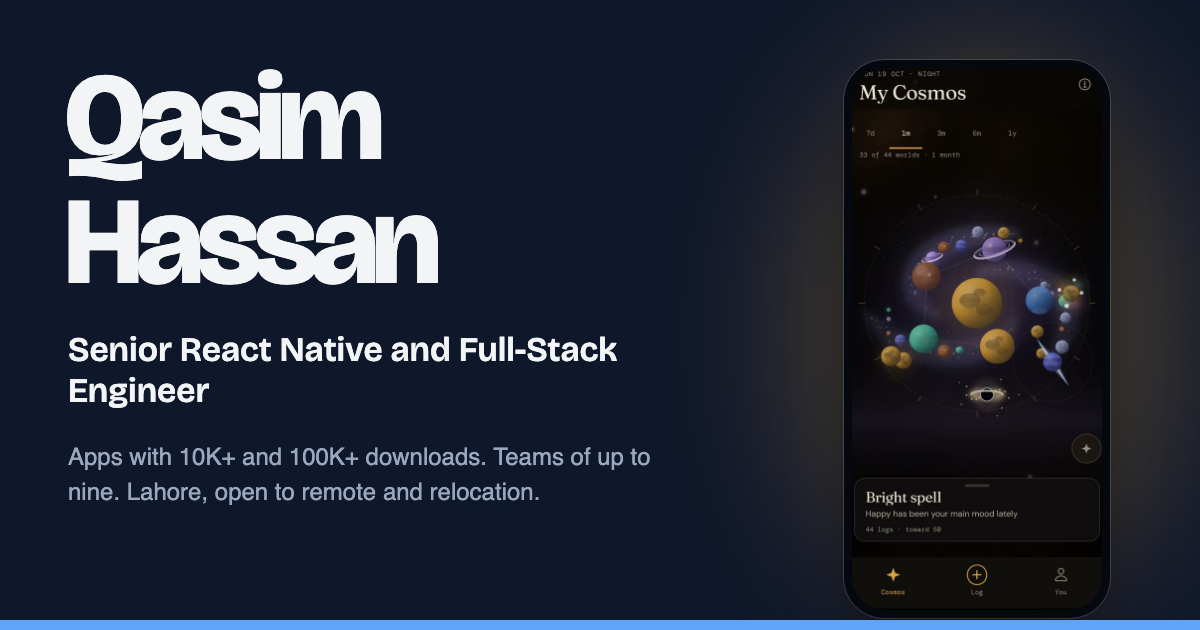 Qasim
Hassan
Senior React Native and Full-Stack
Engineer
Apps with 10K+ and 100K+ downloads. Teams of up to
nine. Lahore, open to remote and relocation.
19 OCT · NIGHT
My Cosmos
7d 1m 3m 6m 1y
33 of 44 worlds · 1 month
Bright spell
Happy has been your main mood lately
44 logs · toward 50
Cosmos Log You